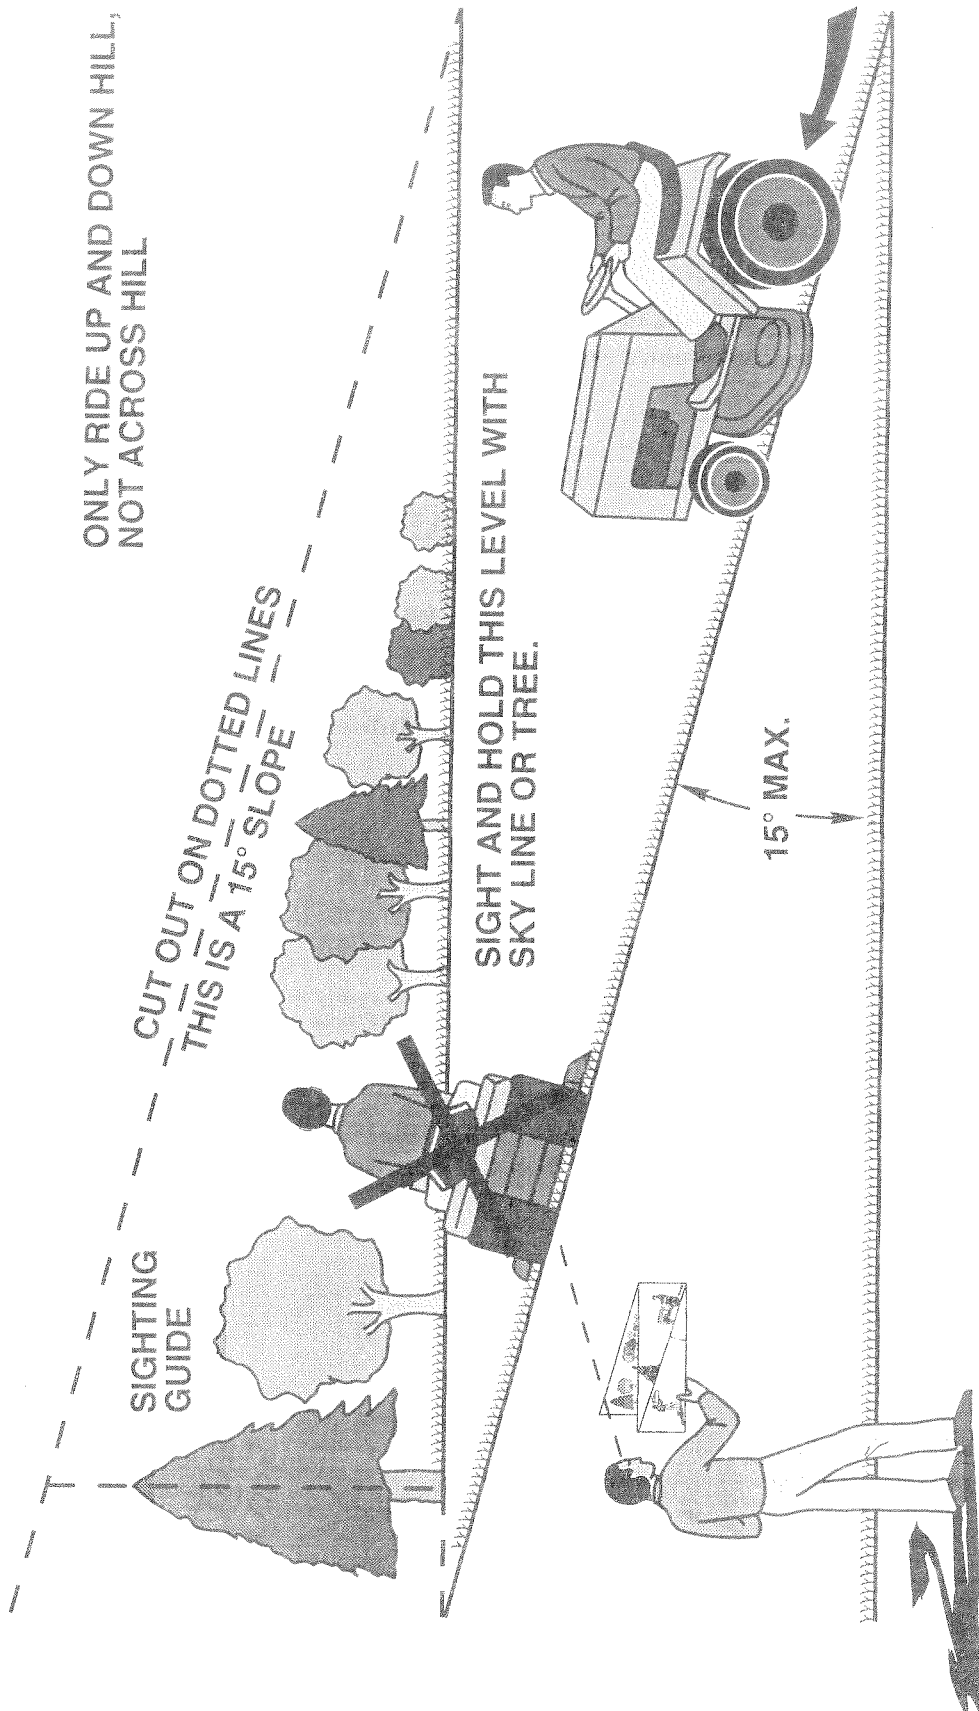 ONLY RIDE UP AND DOWN HILL,
NOT ACROSS HILL
CUT OUT ON DOTTED LINES
THIS IS A 15° SLOPE
SIGHTING
GUIDE
SIGHT AND HOLD THIS LEVEL WITH
SKY LINE OR TREE.
15° MAX.